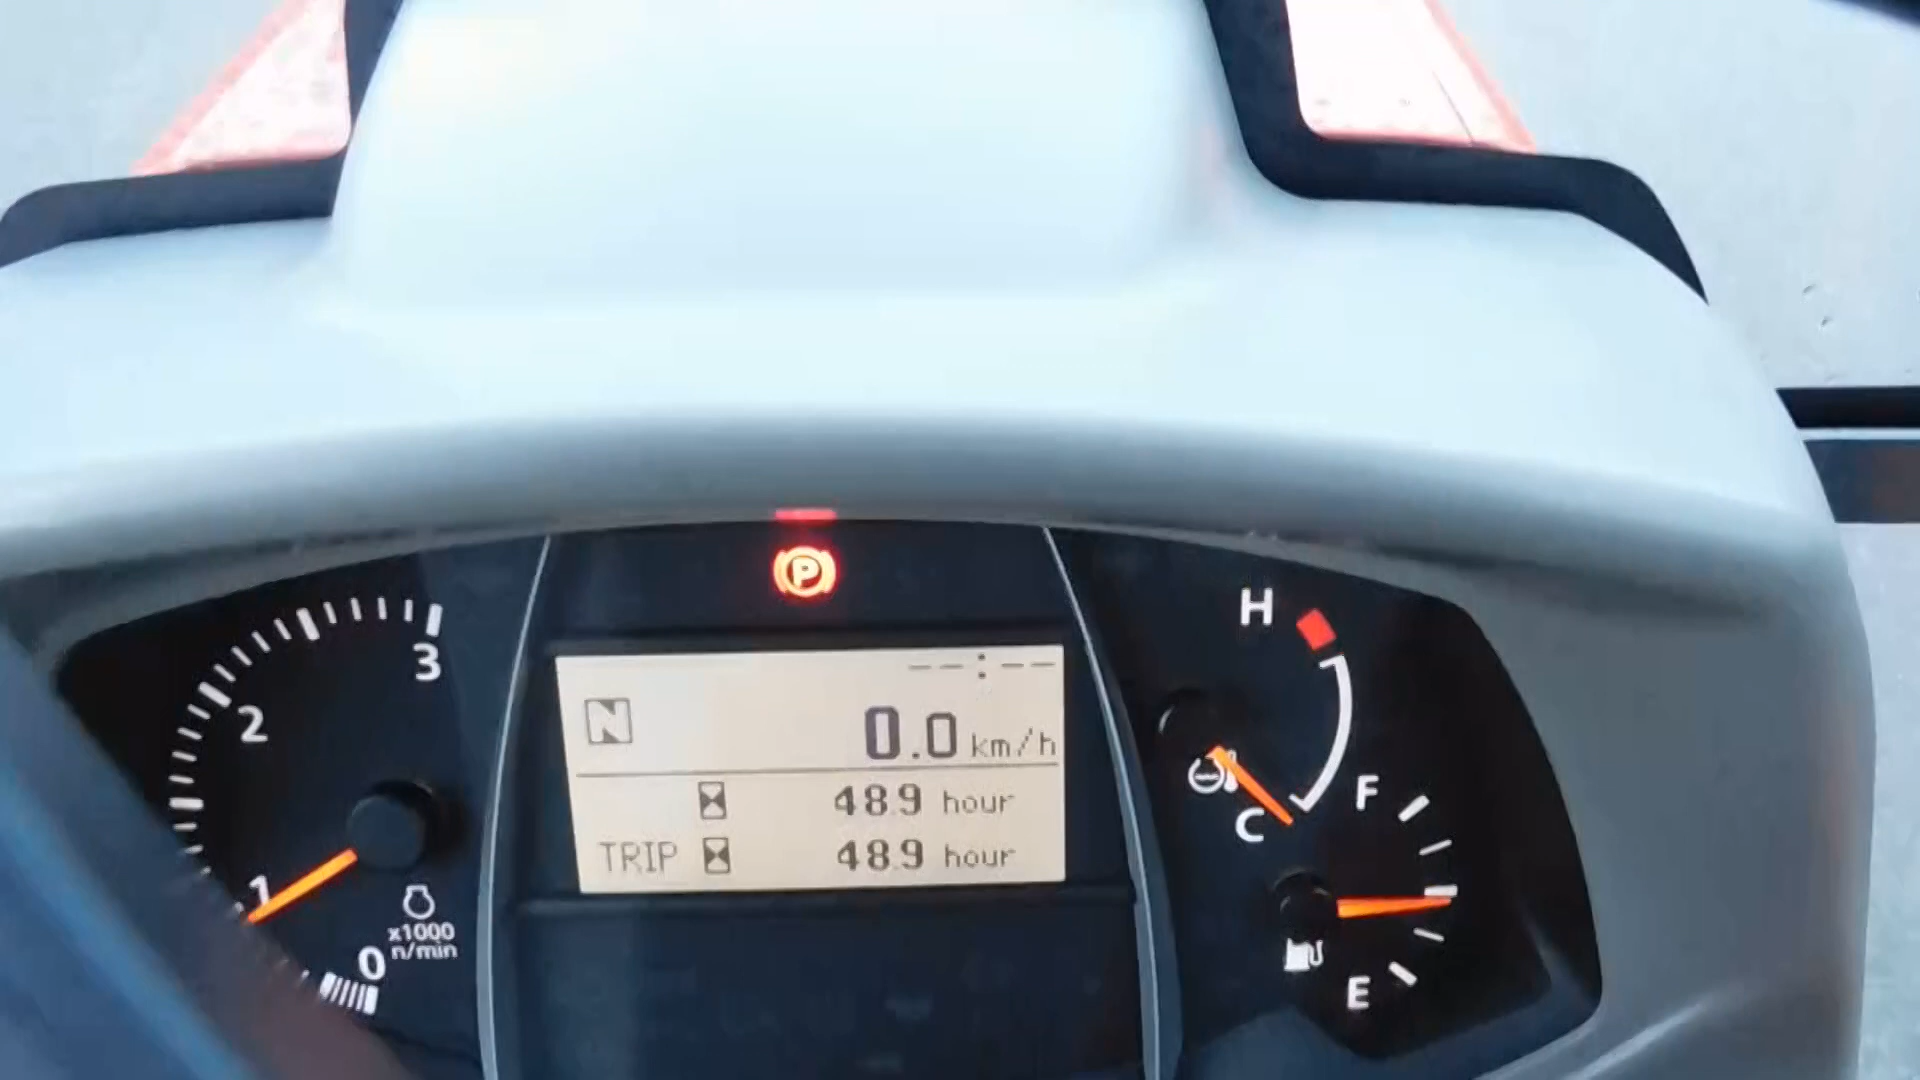 3
2
1
0
x1000
n/min
P
--:--
N
0.0 km/h
48.9 hour
TRIP 48.9 hour
H
C
F
E